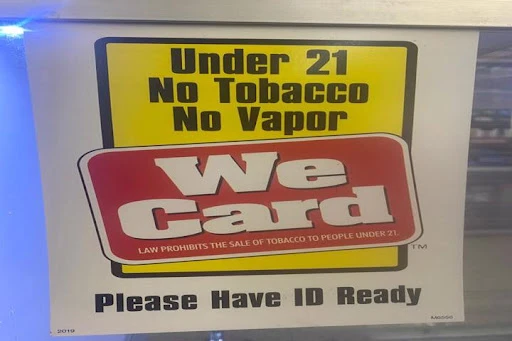 Under 21
No Tobacco
No Vapor
We
Card
LAW PROHIBITS THE SALE OF TOBACCO TO PEOPLE UNDER 21.
TM
Please Have ID Ready
2019